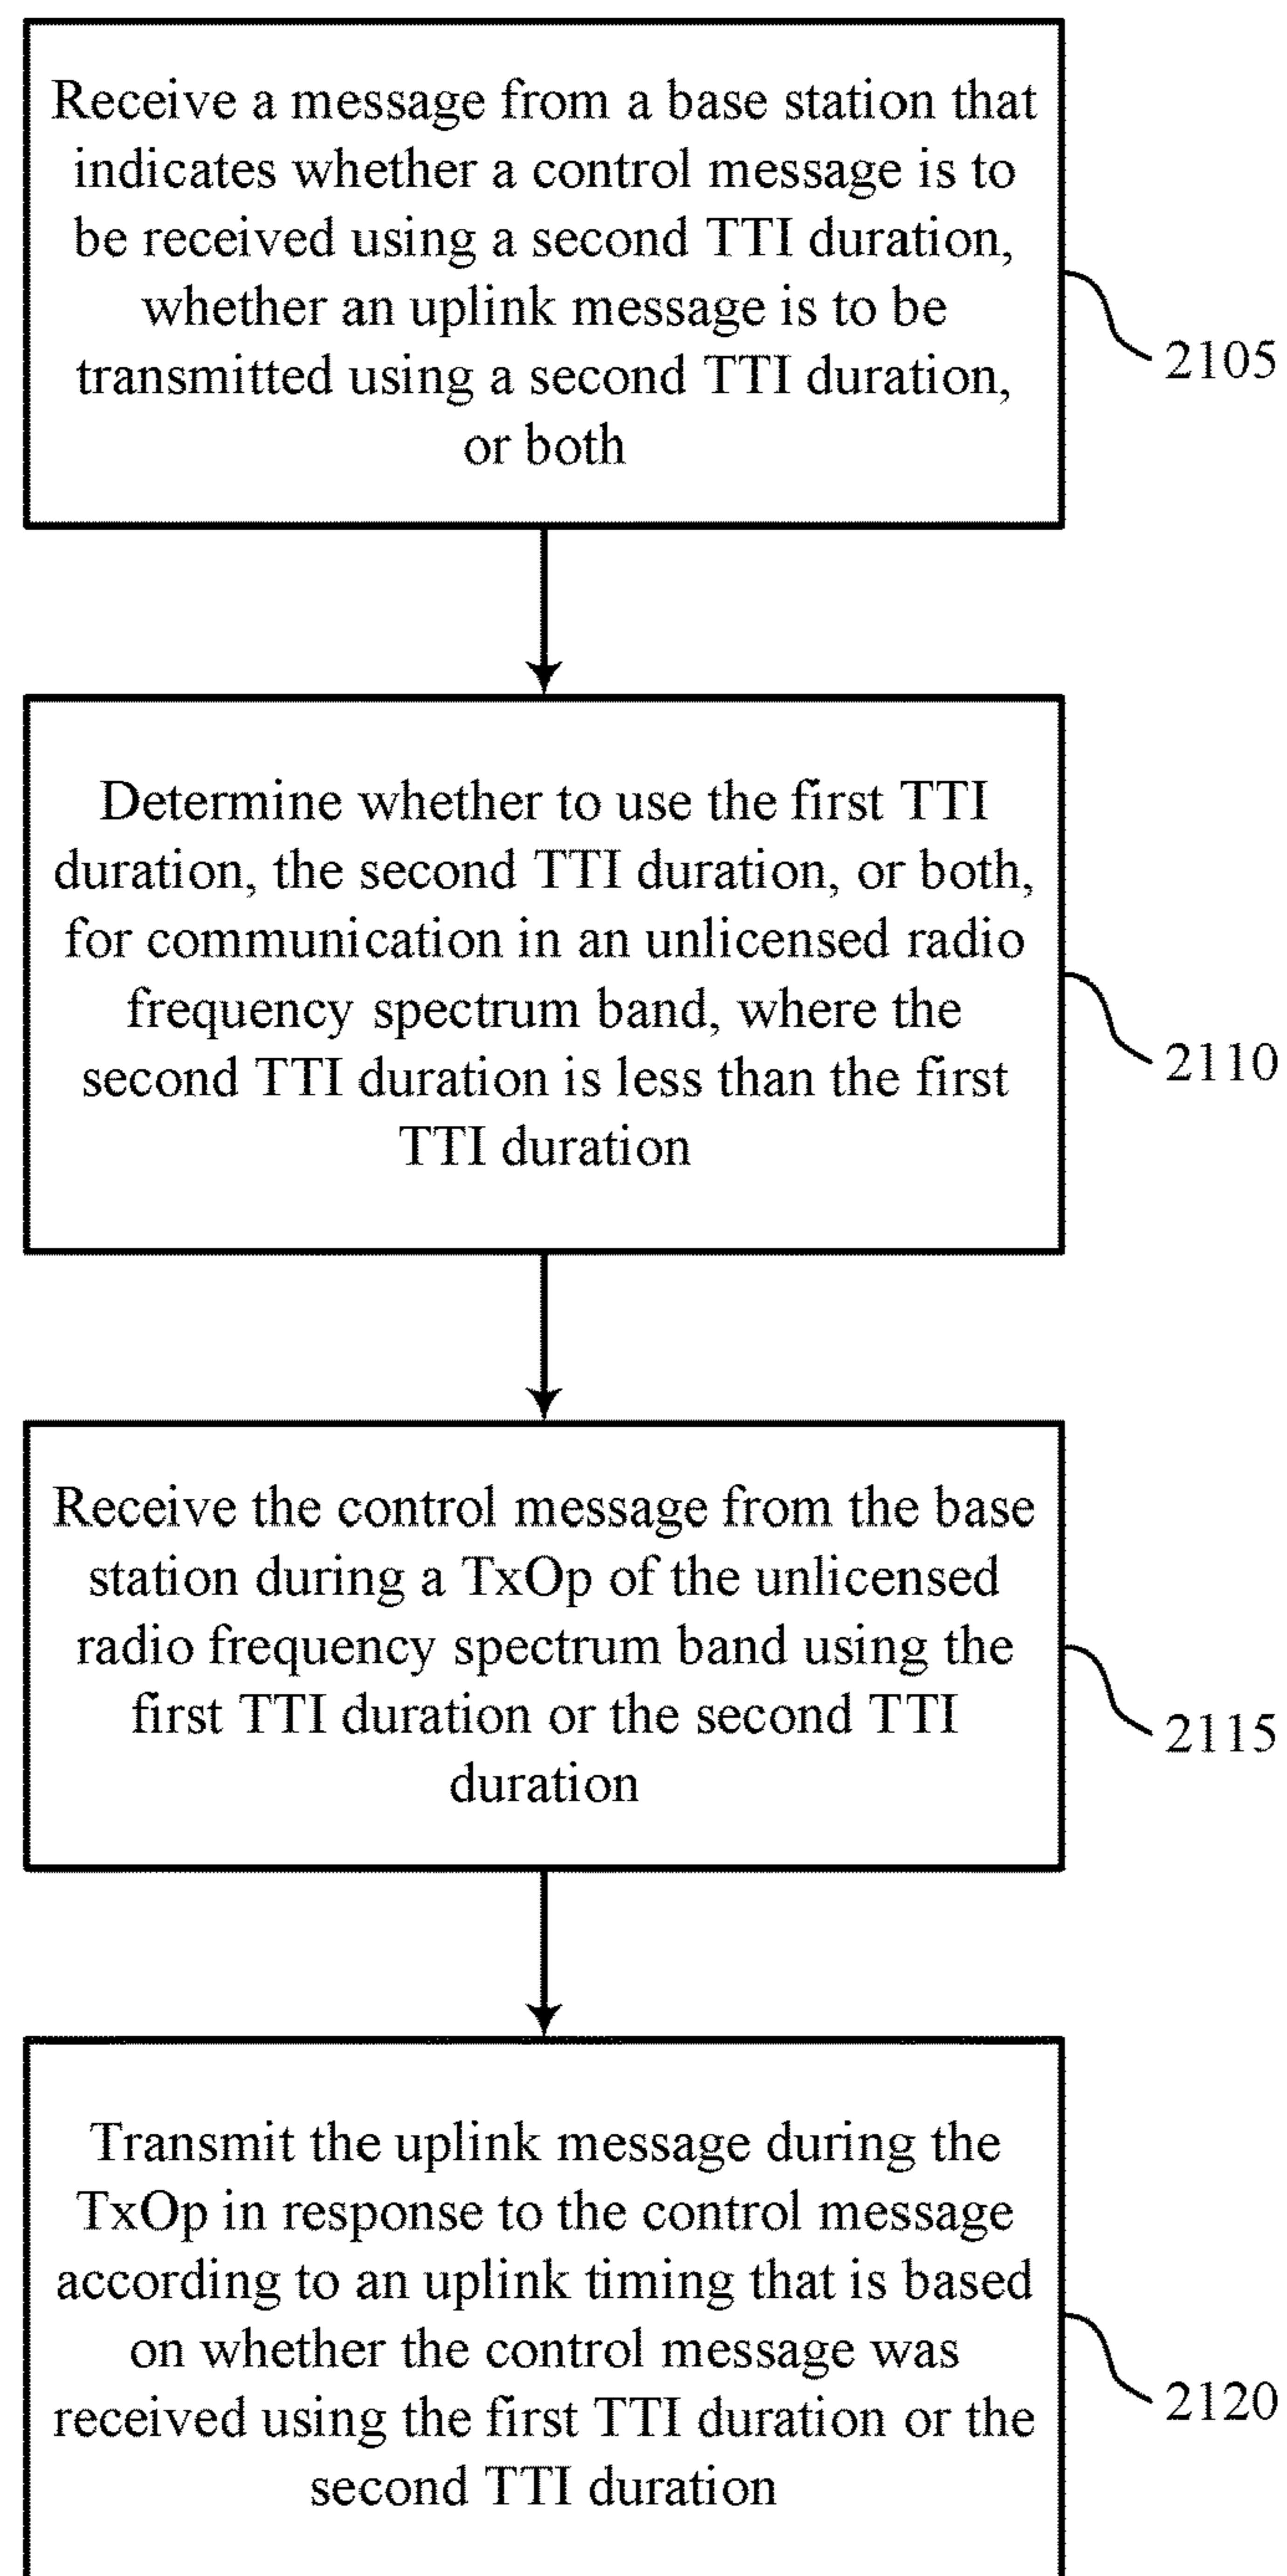 Receive a message from a base station that
indicates whether a control message is to
be received using a second TTI duration,
whether an uplink message is to be
transmitted using a second TTI duration,
or both
2105
Determine whether to use the first TTI
duration, the second TTI duration, or both,
for communication in an unlicensed radio
frequency spectrum band, where the
second TTI duration is less than the first
TTI duration
2110
Receive the control message from the base
station during a TxOp of the unlicensed
radio frequency spectrum band using the
first TTI duration or the second TTI
duration
2115
Transmit the uplink message during the
TxOp in response to the control message
according to an uplink timing that is based
on whether the control message was
received using the first TTI duration or the
second TTI duration
2120